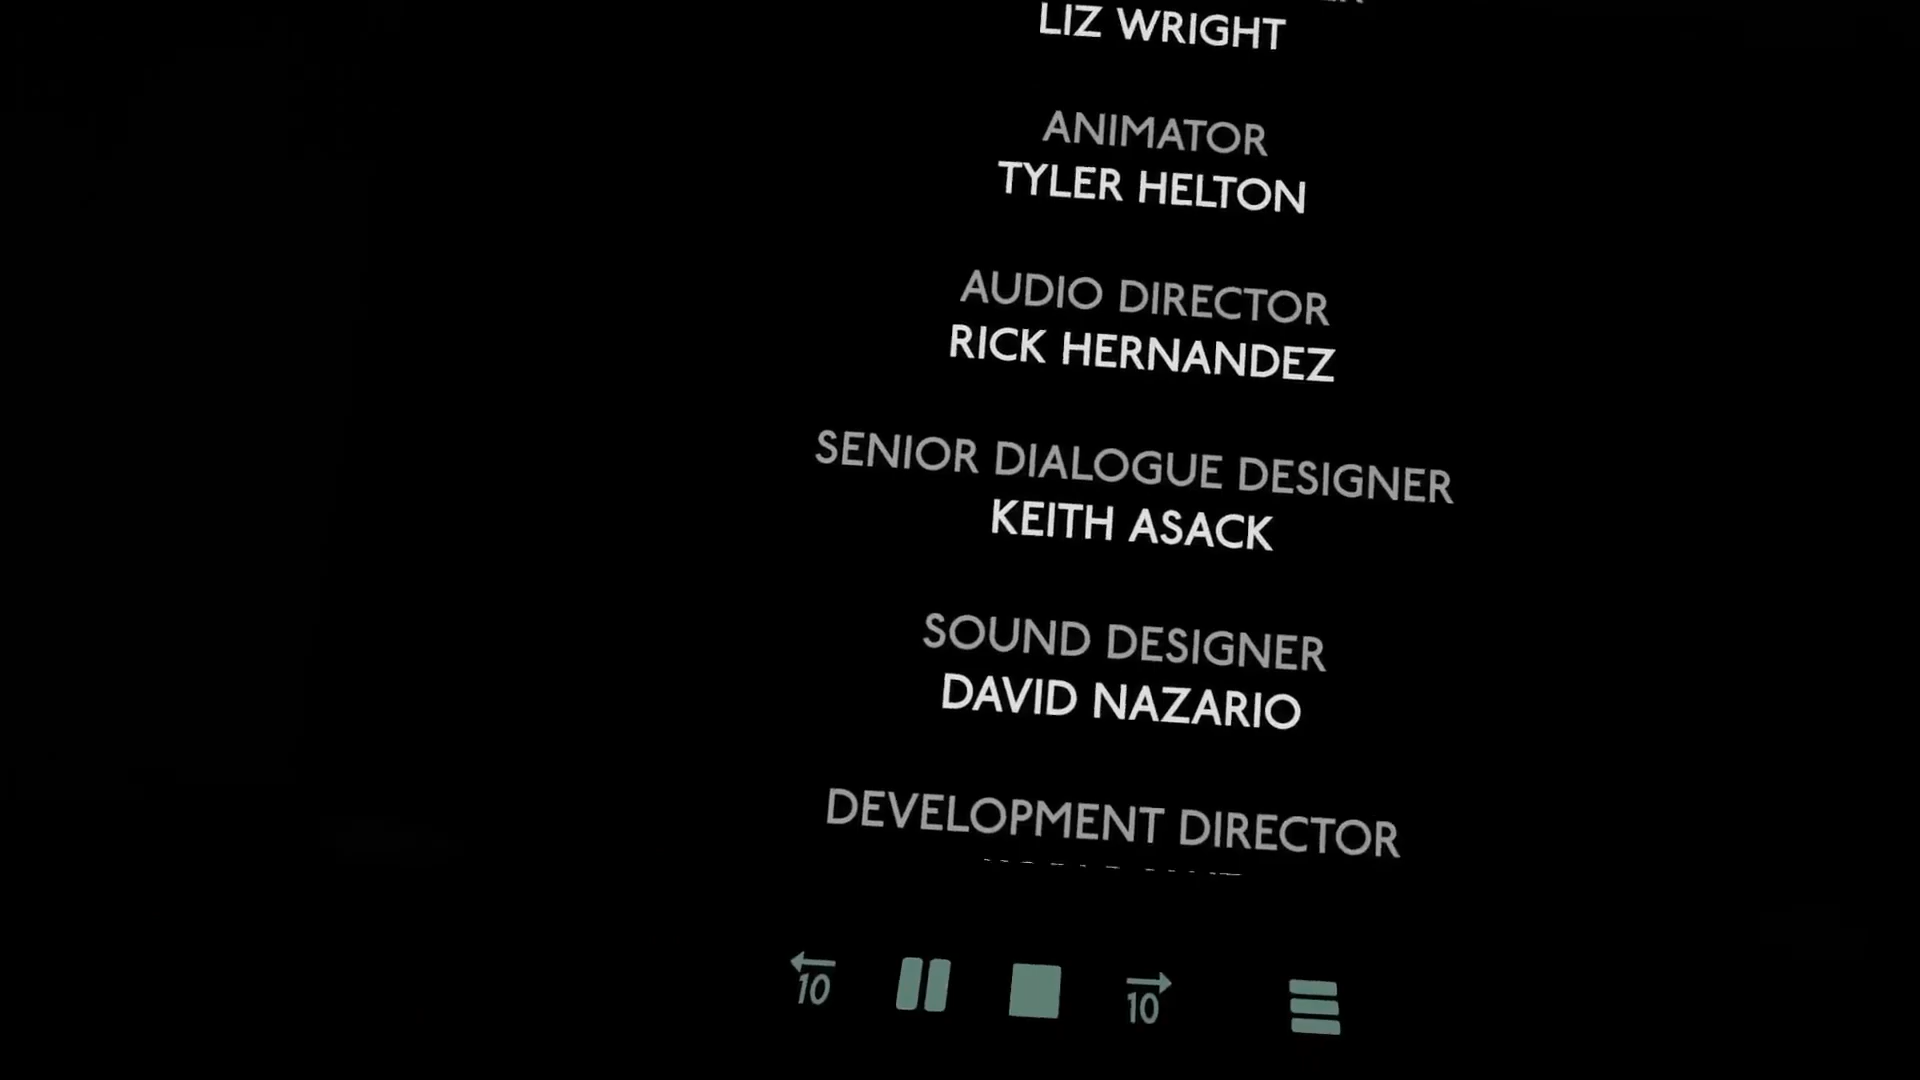 LIZ WRIGHT
ANIMATOR
TYLER HELTON
AUDIO DIRECTOR
RICK HERNANDEZ
SENIOR DIALOGUE DESIGNER
KEITH ASACK
SOUND DESIGNER
DAVID NAZARIO
DEVELOPMENT DIRECTOR
10
10